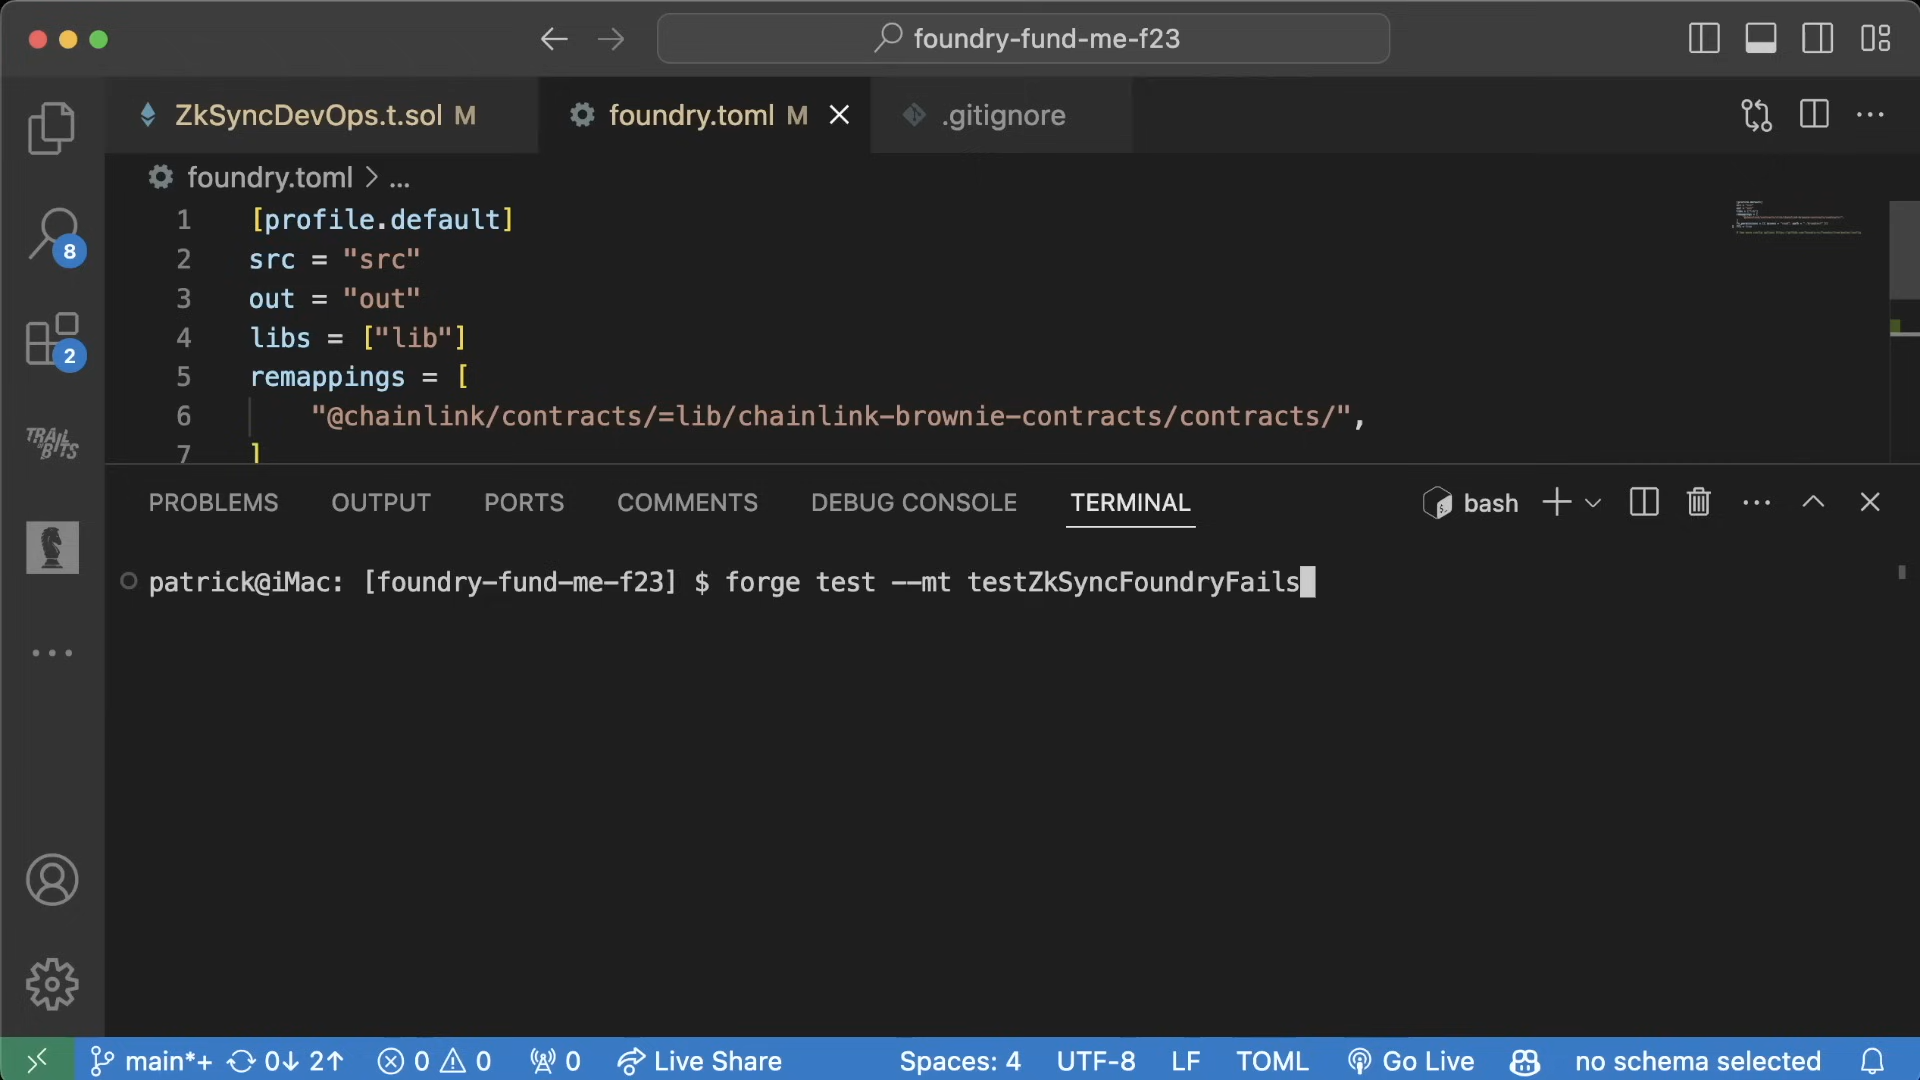 foundry-fund-me-f23
ZkSyncDevOps.t.sol M
foundry.toml M
.gitignore
foundry.toml > ...
1 [profile.default]
2 src = "src"
3 out = "out"
4 libs = ["lib"]
5 remappings = [
6 "@chainlink/contracts/=lib/chainlink-brownie-contracts/contracts/",
7 ]
8
2
TRAIL OF BITS
PROBLEMS OUTPUT PORTS COMMENTS DEBUG CONSOLE TERMINAL bash
patrick@iMac: [foundry-fund-me-f23] $ forge test --mt testZkSyncFoundryFails
main*+ 0↓ 2↑ 0 0 0 Live Share Spaces: 4 UTF-8 LF TOML Go Live no schema selected